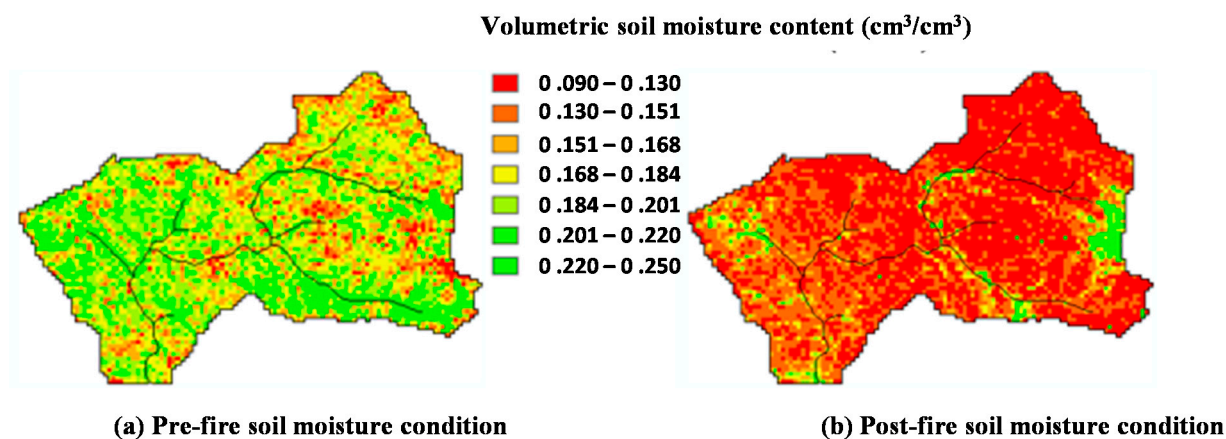 Volumetric soil moisture content (cm³/cm³)
0.090 – 0.130
0.130 – 0.151
0.151 – 0.168
0.168 – 0.184
0.184 – 0.201
0.201 – 0.220
0.220 – 0.250
(a) Pre-fire soil moisture condition
(b) Post-fire soil moisture condition